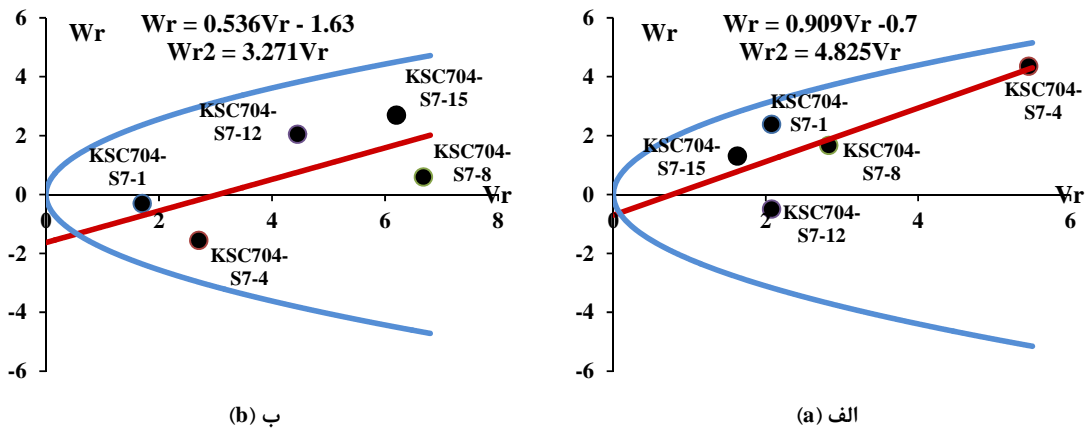 Wr = 0.536Vr - 1.63
Wr2 = 3.271Vr
Wr
6
4
2
0
-2
-4
-6
0
2
4
6
8
Vr
KSC704-
S7-15
KSC704-
S7-12
KSC704-
S7-1
KSC704-
S7-8
KSC704-
S7-4
ب (b)
Wr = 0.909Vr -0.7
Wr2 = 4.825Vr
Wr
6
4
2
0
-2
-4
-6
0
2
4
6
Vr
KSC704-
S7-4
KSC704-
S7-1
KSC704-
S7-15
KSC704-
S7-8
KSC704-
S7-12
الف (a)